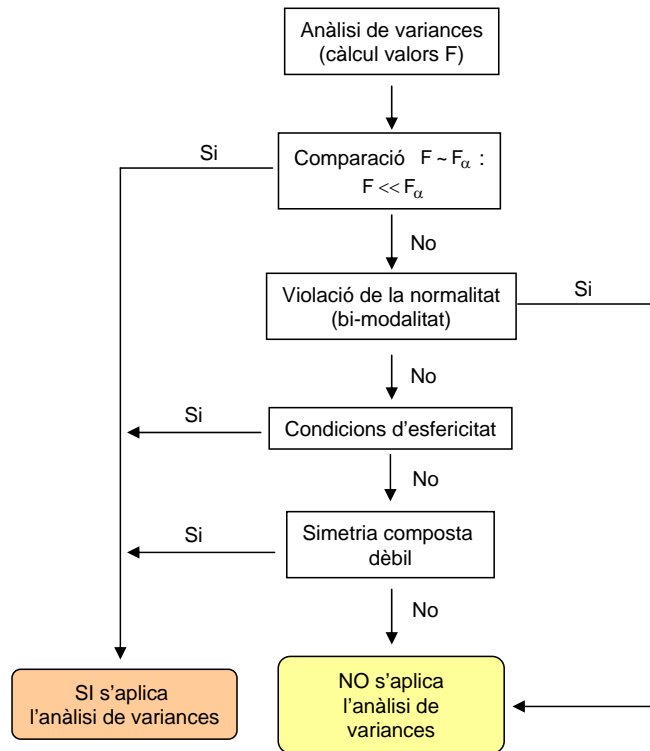 Anàlisi de variances
(càlcul valors F)
Si
Comparació F ~ Fα :
F << Fα
No
Violació de la normalitat
(bi-modalitat)
Si
No
Si
Condicions d’esfericitat
No
Si
Simetria composta
dèbil
No
SI s’aplica
l’anàlisi de variances
NO s’aplica
l’anàlisi de
variances